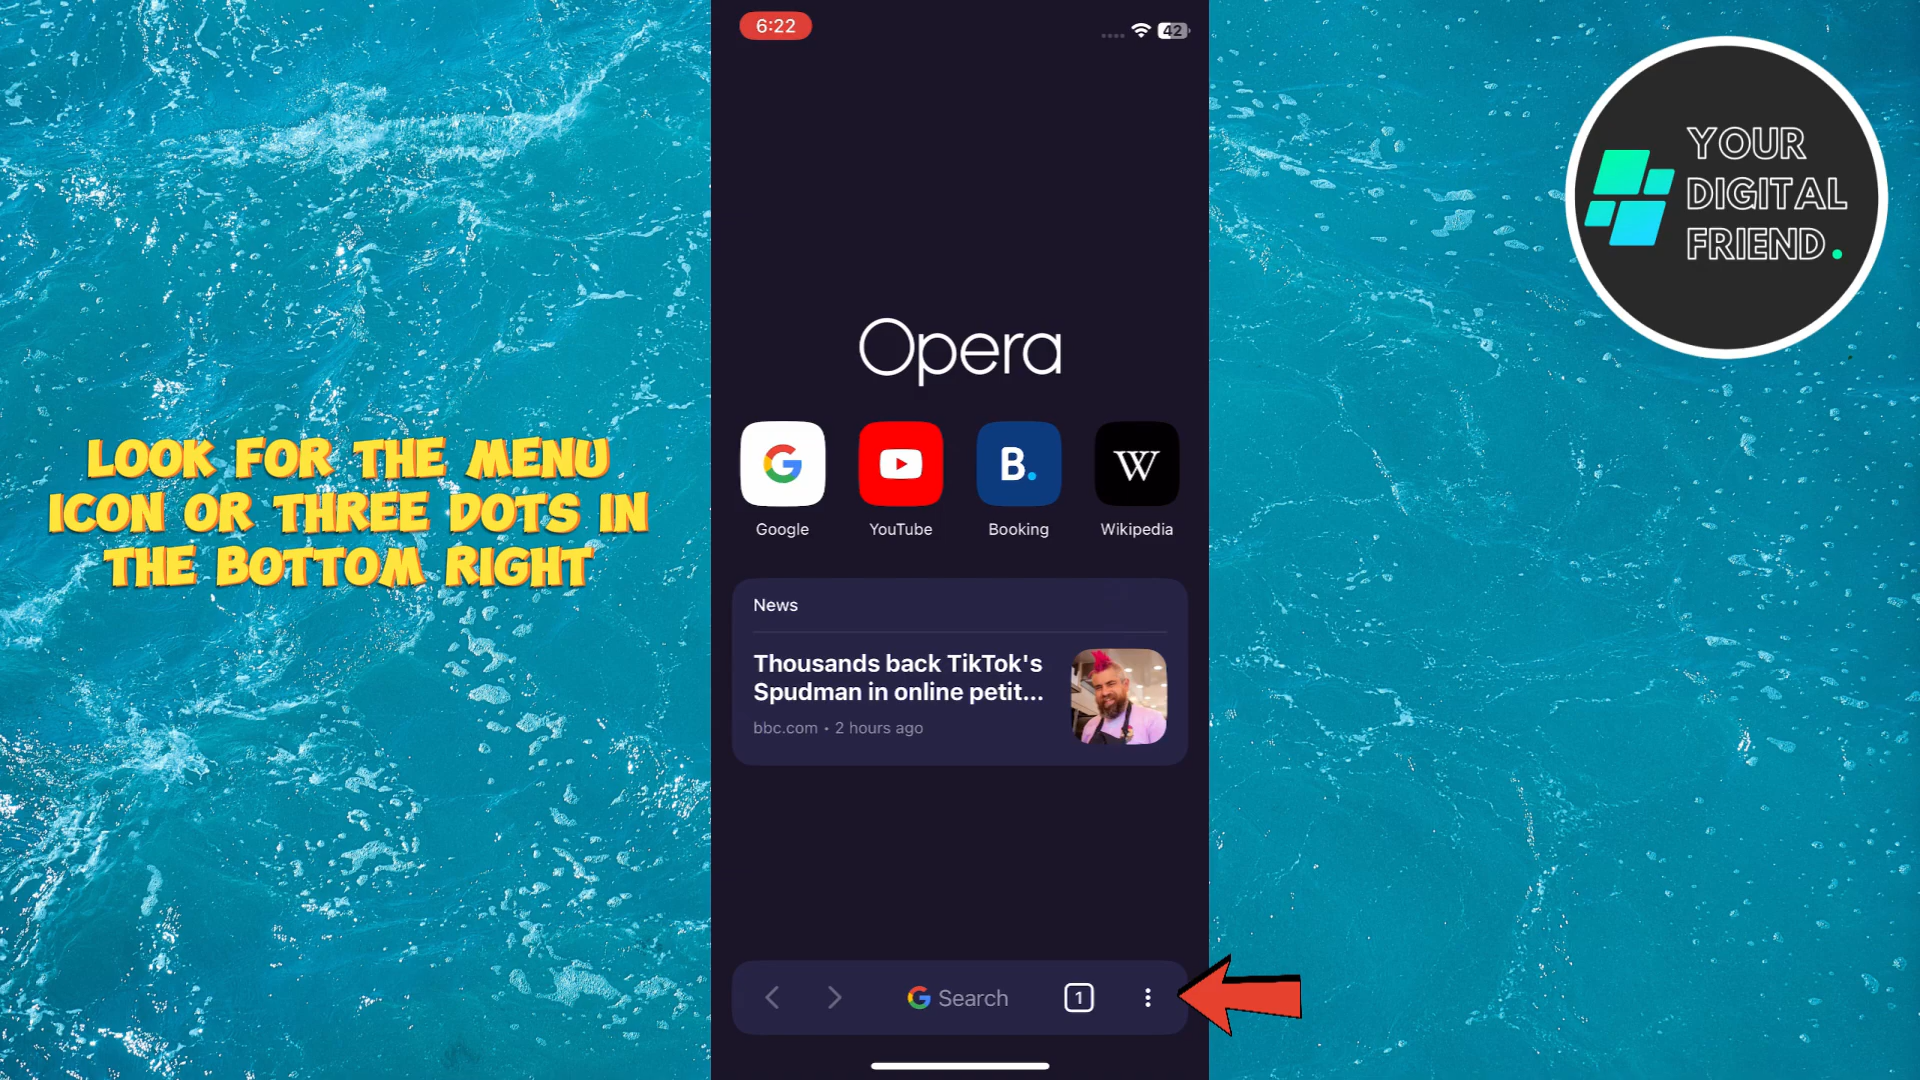 6:22
42
YOUR
DIGITAL
FRIEND.
Opera
B.
W
Google
YouTube
Booking
Wikipedia
LOOK FOR THE MENU
ICON OR THREE DOTS IN
THE BOTTOM RIGHT
News
Thousands back TikTok's
Spudman in online petit...
bbc.com • 2 hours ago
Search
1